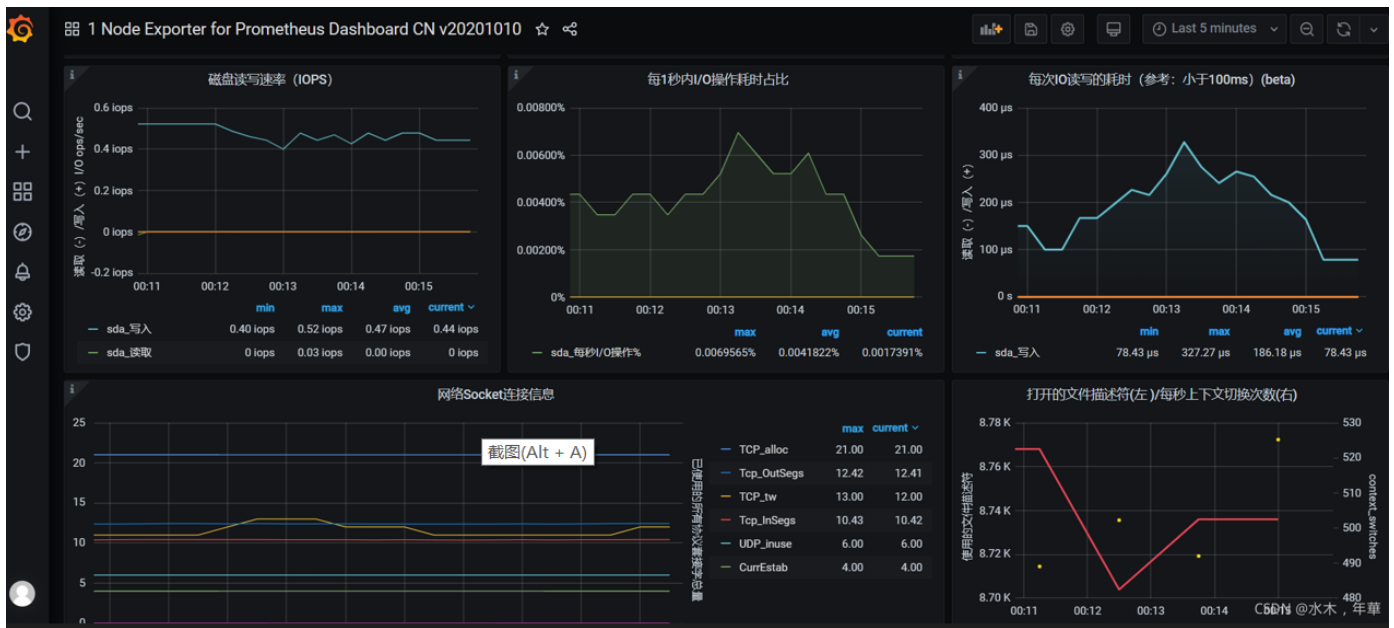 1 Node Exporter for Prometheus Dashboard CN v20201010
Last 5 minutes
磁盘读写速率（IOPS）
读取（-）/写入（+）I/O ops/sec
0.6 iops
0.4 iops
0.2 iops
0 iops
-0.2 iops
00:11 00:12 00:13 00:14 00:15
min max avg current
sda_写入 0.40 iops 0.52 iops 0.47 iops 0.44 iops
sda_读取 0 iops 0.03 iops 0.00 iops 0 iops
每1秒内I/O操作耗时占比
0.00800%
0.00600%
0.00400%
0.00200%
0%
00:11 00:12 00:13 00:14 00:15
max avg current
sda_每秒I/O操作% 0.0069565% 0.0041822% 0.0017391%
每次IO读写的耗时（参考：小于100ms）(beta)
读取（-）/写入（+）
400 µs
300 µs
200 µs
100 µs
0 s
00:11 00:12 00:13 00:14 00:15
min max avg current
sda_写入 78.43 µs 327.27 µs 186.18 µs 78.43 µs
网络Socket连接信息
25
20
15
10
5
0
截图(Alt + A)
已使用的所有协议套接字总量
max current
TCP_alloc 21.00 21.00
Tcp_OutSegs 12.42 12.41
TCP_tw 13.00 12.00
Tcp_InSegs 10.43 10.42
UDP_inuse 6.00 6.00
CurrEstab 4.00 4.00
打开的文件描述符(左 )/每秒上下文切换次数(右)
使用的文件描述符
8.78 K
8.76 K
8.74 K
8.72 K
8.70 K
530
520
510
500
490
480
context_switches
00:11 00:12 00:13 00:14 00:15
CSDN @水木，年華